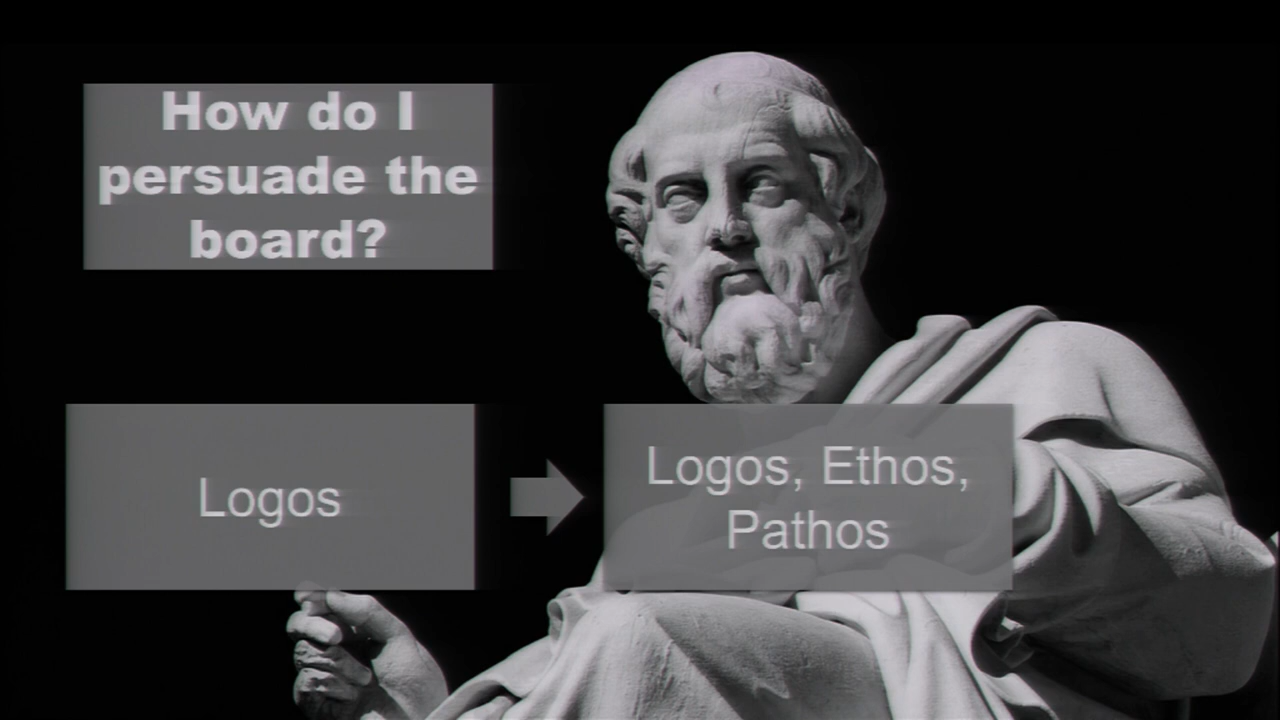 How do I
persuade the
board?
Logos
Logos, Ethos,
Pathos